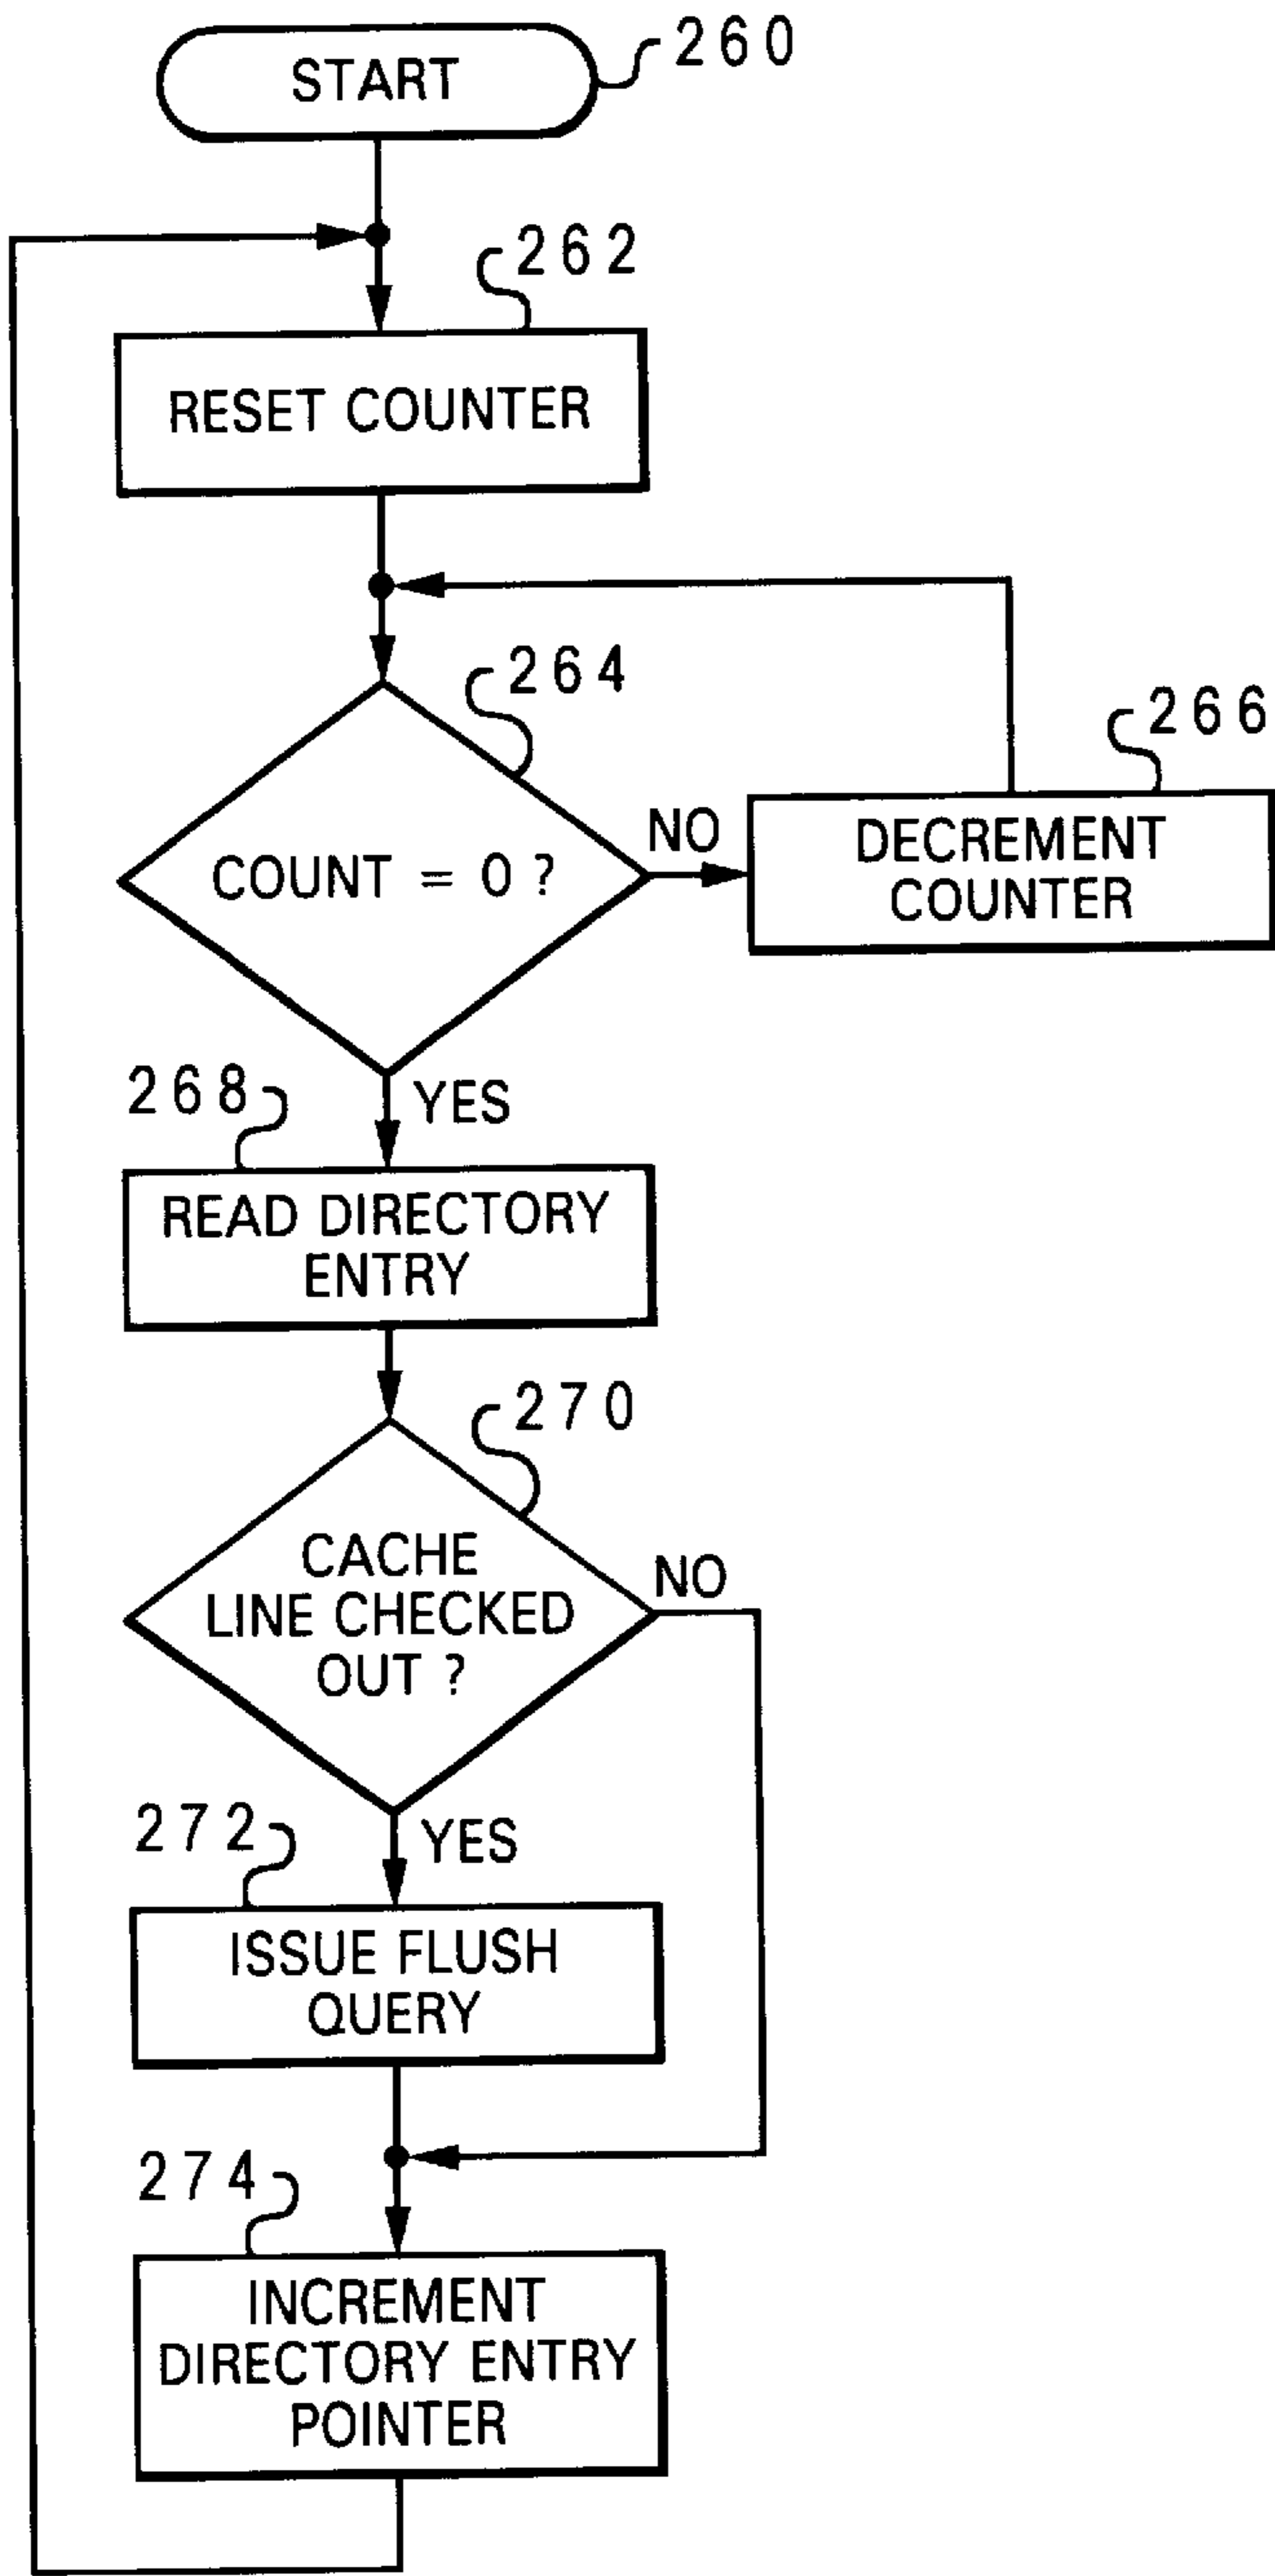 START
260
262
RESET COUNTER
264
266
COUNT = 0 ?
NO
DECREMENT
COUNTER
YES
268
READ DIRECTORY
ENTRY
270
CACHE
LINE CHECKED
OUT ?
NO
YES
272
ISSUE FLUSH
QUERY
274
INCREMENT
DIRECTORY ENTRY
POINTER